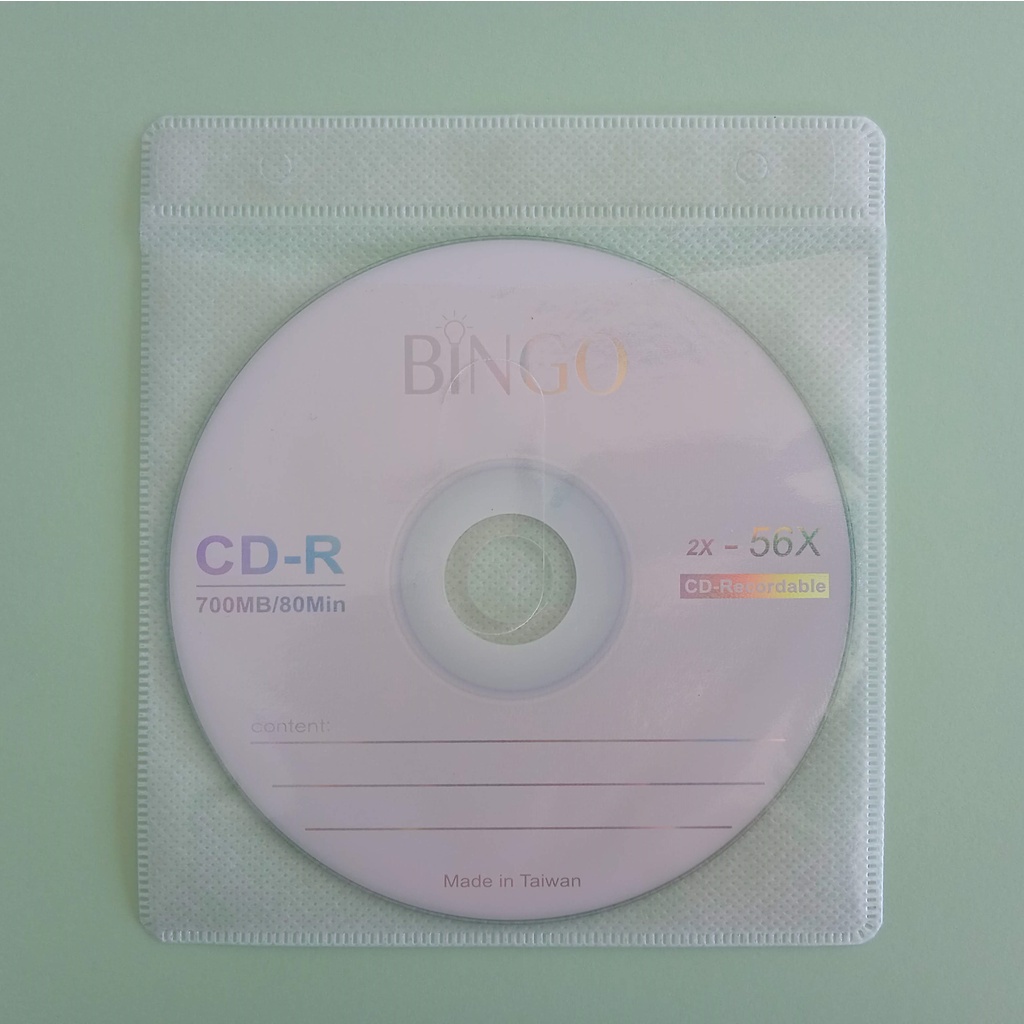 BiNGO
CD-R
700MB/80Min
2X - 56X
CD-Recordable
content:
Made in Taiwan